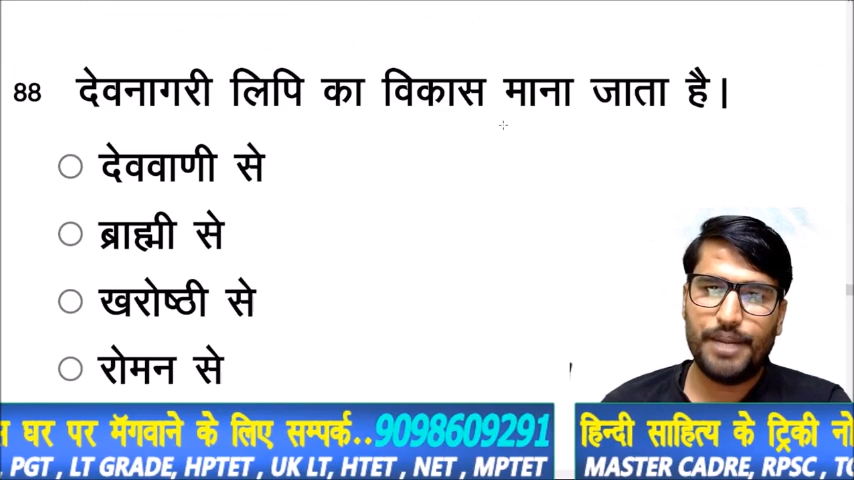 88 देवनागरी लिपि का विकास माना जाता है।
देववाणी से
ब्राह्मी से
खरोष्ठी से
रोमन से
घर पर मॅगवाने के लिए सम्पर्क..9098609291
हिन्दी साहित्य के ट्रिकी नो
, PGT , LT GRADE, HPTET , UK LT, HTET , NET , MPTET
MASTER CADRE, RPSC , TG